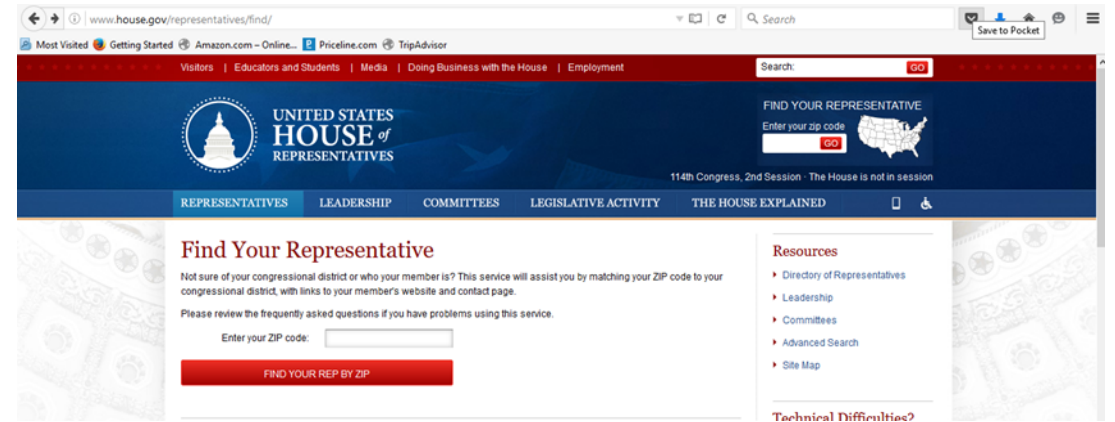 www.house.gov/representatives/find/
Search
Save to Pocket
Most Visited Getting Started Amazon.com – Online... Priceline.com TripAdvisor
Visitors | Educators and Students | Media | Doing Business with the House | Employment
Search: GO
UNITED STATES
HOUSE of
REPRESENTATIVES
FIND YOUR REPRESENTATIVE
Enter your zip code
GO
114th Congress, 2nd Session · The House is not in session
REPRESENTATIVES LEADERSHIP COMMITTEES LEGISLATIVE ACTIVITY THE HOUSE EXPLAINED
Find Your Representative
Not sure of your congressional district or who your member is? This service will assist you by matching your ZIP code to your
congressional district, with links to your member's website and contact page.
Please review the frequently asked questions if you have problems using this service.
Enter your ZIP code:
FIND YOUR REP BY ZIP
Resources
Directory of Representatives
Leadership
Committees
Advanced Search
Site Map
Technical Difficulties?